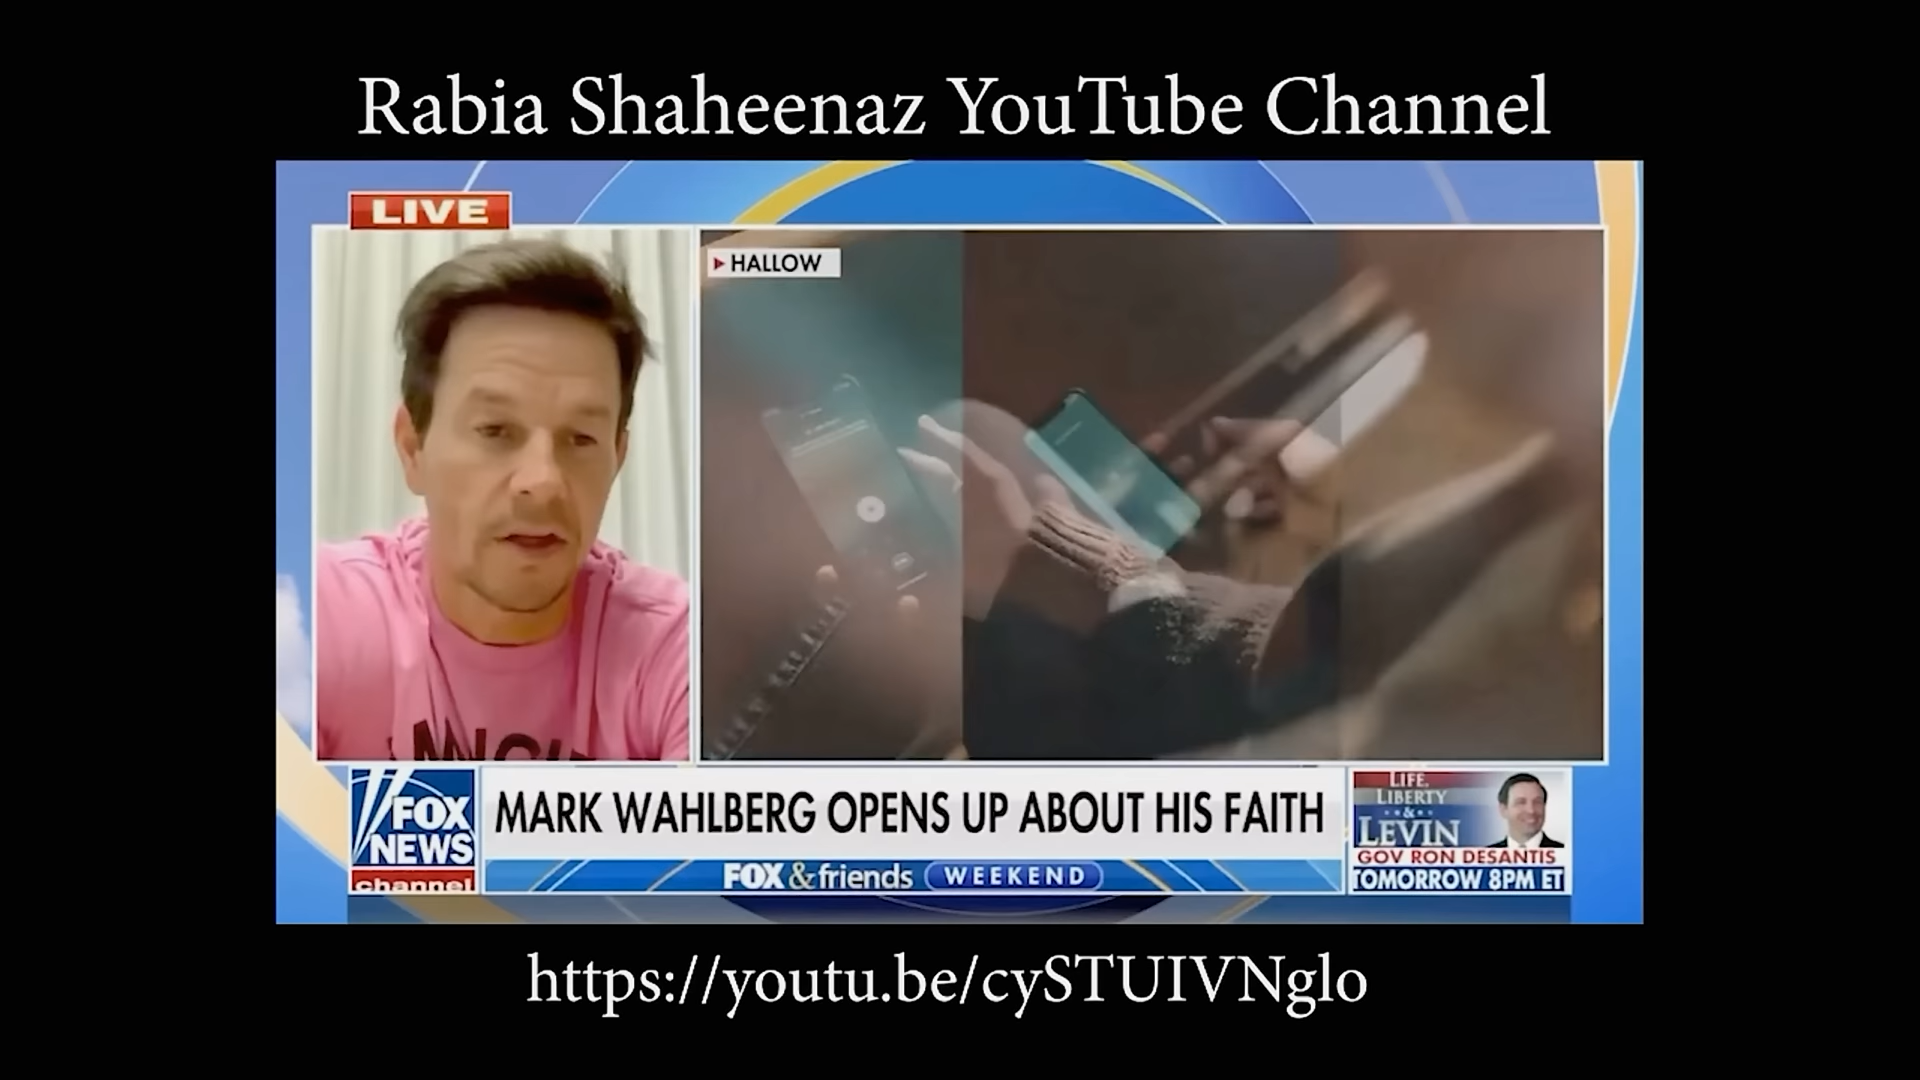 Rabia Shaheenaz YouTube Channel
LIVE
HALLOW
FOX
NEWS
channel
MARK WAHLBERG OPENS UP ABOUT HIS FAITH
FOX & friends WEEKEND
LIFE,
LIBERTY
&
LEVIN
GOV RON DESANTIS
TOMORROW 8PM ET
https://youtu.be/cySTUIVNglo